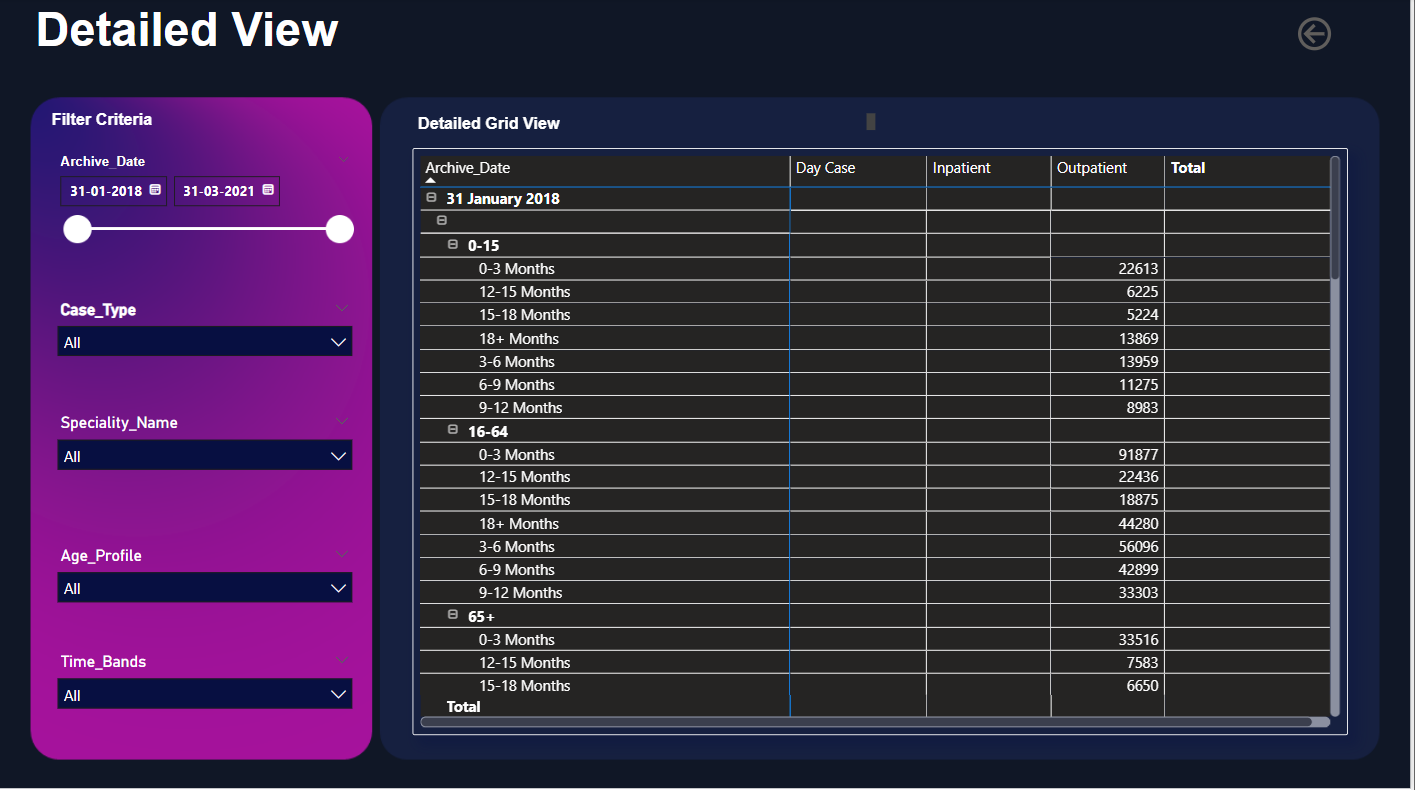 Detailed View
Filter Criteria
Archive_Date
31-01-2018 31-03-2021
Case_Type
All
Speciality_Name
All
Age_Profile
All
Time_Bands
All
Detailed Grid View
Archive_Date Day Case Inpatient Outpatient Total
31 January 2018
0-15
0-3 Months 22613
12-15 Months 6225
15-18 Months 5224
18+ Months 13869
3-6 Months 13959
6-9 Months 11275
9-12 Months 8983
16-64
0-3 Months 91877
12-15 Months 22436
15-18 Months 18875
18+ Months 44280
3-6 Months 56096
6-9 Months 42899
9-12 Months 33303
65+
0-3 Months 33516
12-15 Months 7583
15-18 Months 6650
Total